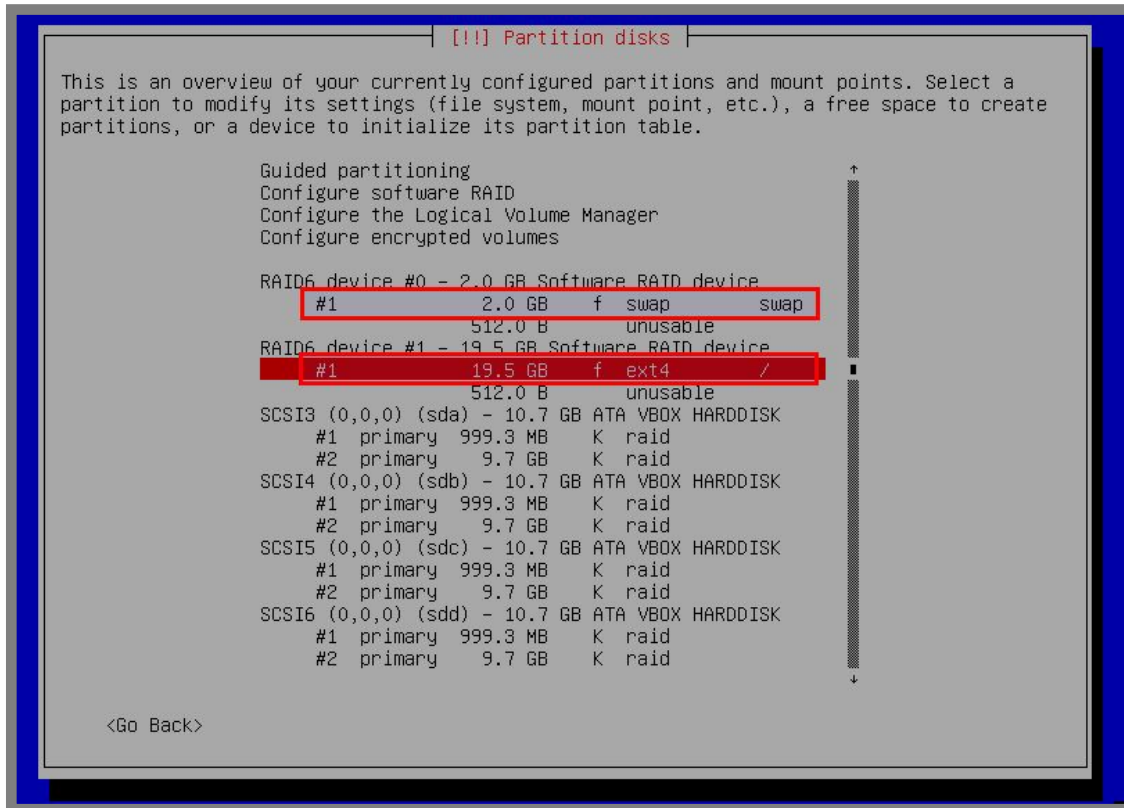 [!!] Partition disks
This is an overview of your currently configured partitions and mount points. Select a
partition to modify its settings (file system, mount point, etc.), a free space to create
partitions, or a device to initialize its partition table.
Guided partitioning
Configure software RAID
Configure the Logical Volume Manager
Configure encrypted volumes
RAID6 device #0 – 2.0 GB Software RAID device
#1 2.0 GB f swap swap
512.0 B unusable
RAID6 device #1 – 19.5 GB Software RAID device
#1 19.5 GB f ext4 /
512.0 B unusable
SCSI3 (0,0,0) (sda) – 10.7 GB ATA VBOX HARDDISK
#1 primary 999.3 MB K raid
#2 primary 9.7 GB K raid
SCSI4 (0,0,0) (sdb) – 10.7 GB ATA VBOX HARDDISK
#1 primary 999.3 MB K raid
#2 primary 9.7 GB K raid
SCSI5 (0,0,0) (sdc) – 10.7 GB ATA VBOX HARDDISK
#1 primary 999.3 MB K raid
#2 primary 9.7 GB K raid
SCSI6 (0,0,0) (sdd) – 10.7 GB ATA VBOX HARDDISK
#1 primary 999.3 MB K raid
#2 primary 9.7 GB K raid
<Go Back>